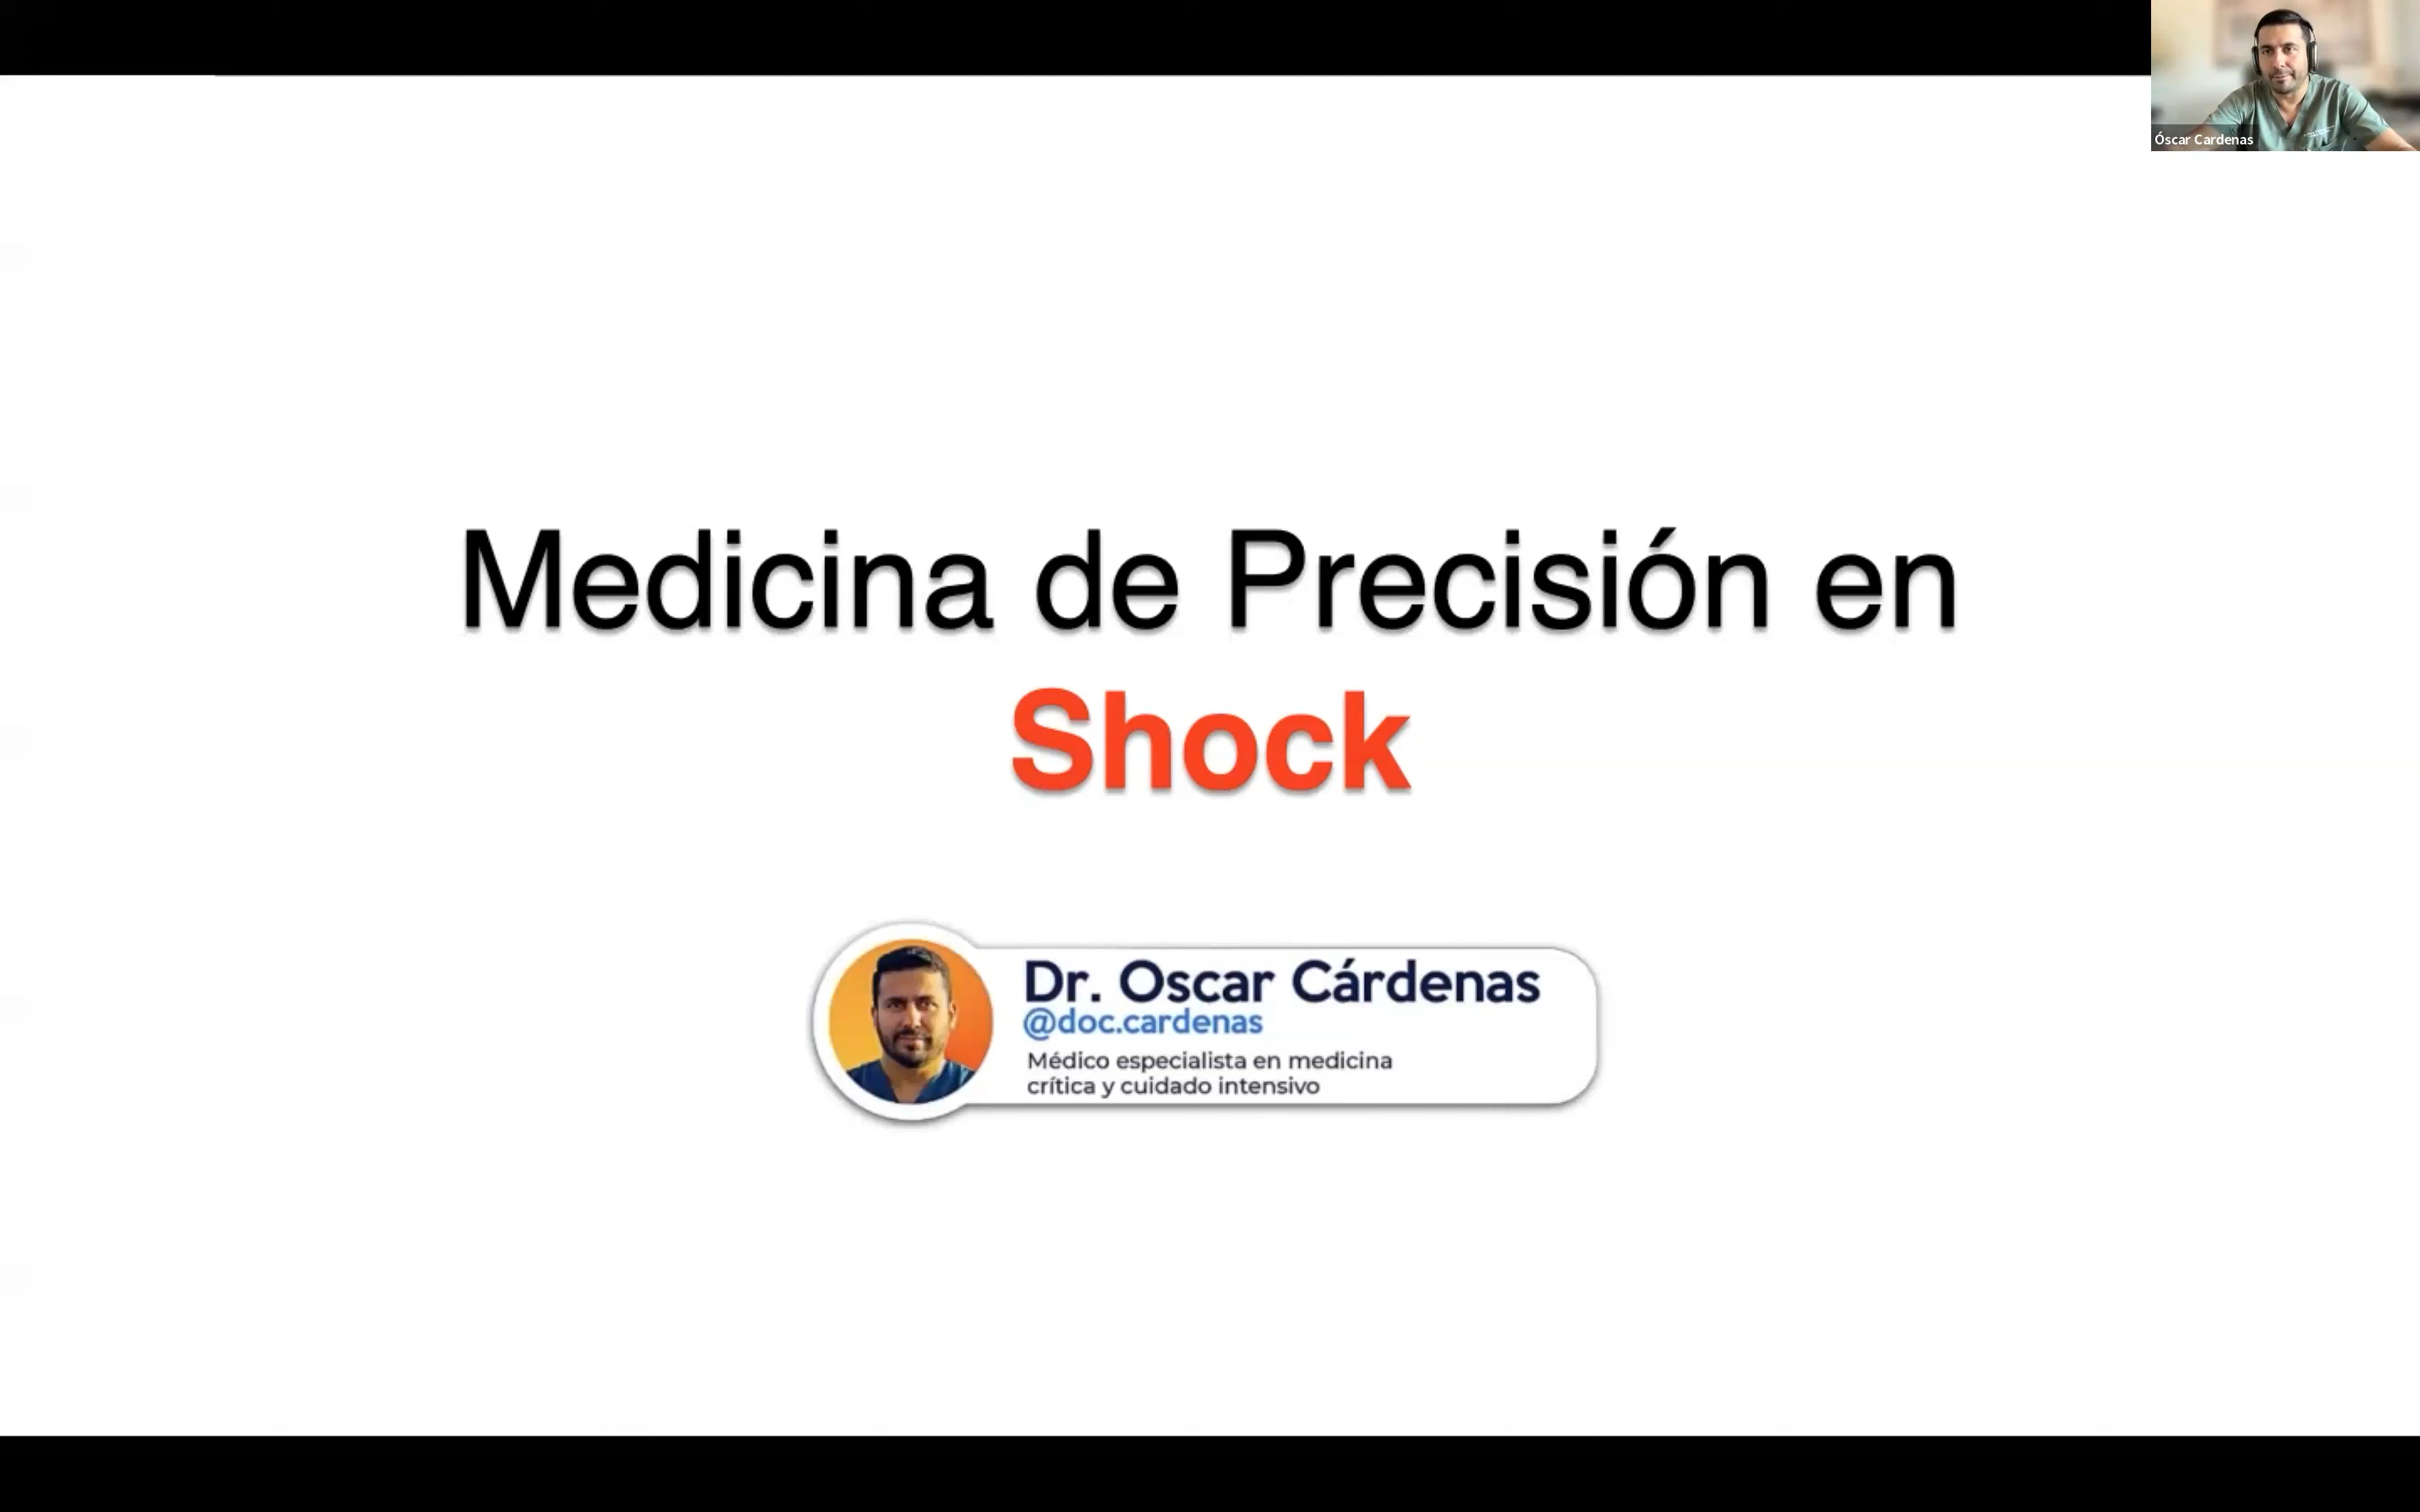 Óscar Cardenas
Medicina de Precisión en
Shock
Dr. Oscar Cárdenas
@doc.cardenas
Médico especialista en medicina
crítica y cuidado intensivo